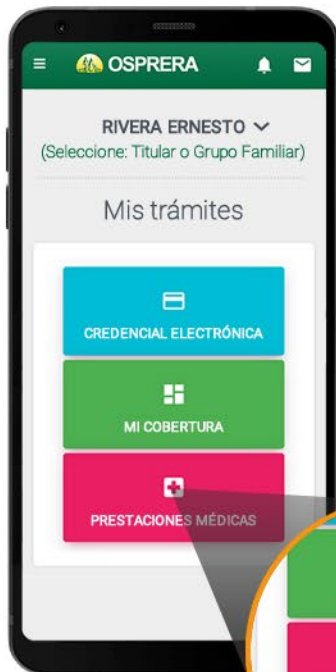 OSPRERA
RIVERA ERNESTO
(Seleccione: Titular o Grupo Familiar)
Mis trámites
CREDENCIAL ELECTRÓNICA
MI COBERTURA
PRESTACIONES MÉDICAS